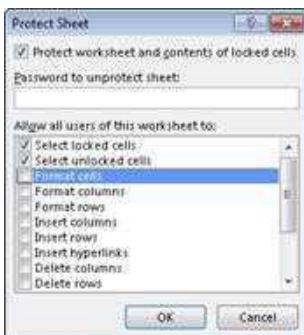 Protect Sheet
Protect worksheet and contents of locked cells
Password to unprotect sheet:
Allow all users of this worksheet to:
Select locked cells
Select unlocked cells
Format cells
Format columns
Format rows
Insert columns
Insert rows
Insert hyperlinks
Delete columns
Delete rows
OK Cancel